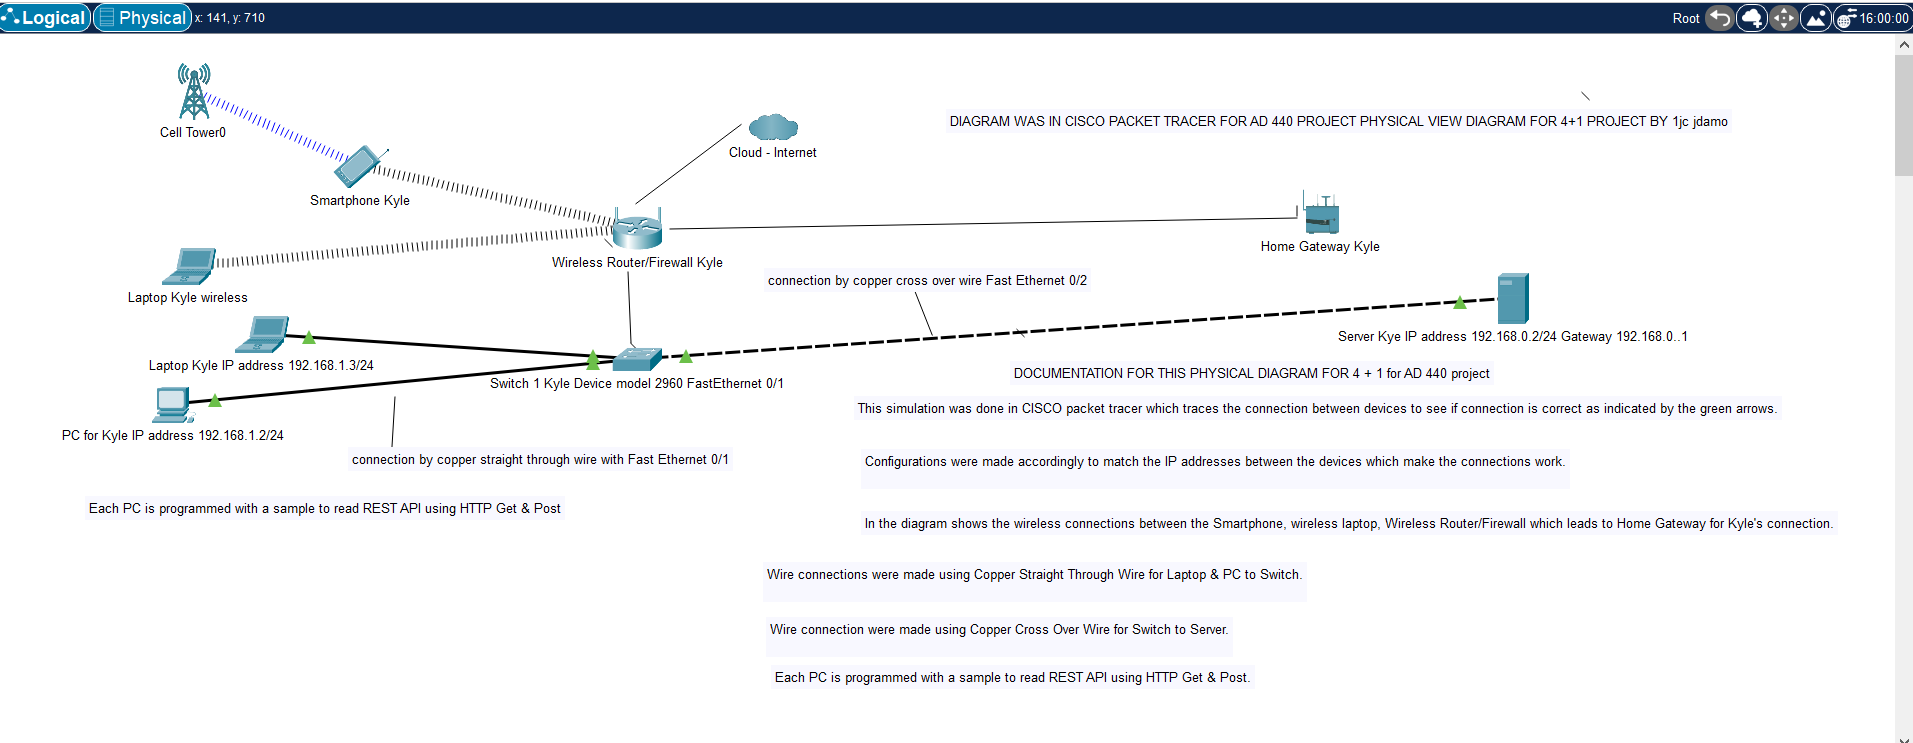 Logical Physical x: 141, y: 710 Root 16:00:00
Cell Tower0
Cloud - Internet
DIAGRAM WAS IN CISCO PACKET TRACER FOR AD 440 PROJECT PHYSICAL VIEW DIAGRAM FOR 4+1 PROJECT BY 1jc jdamo
Smartphone Kyle
Home Gateway Kyle
Wireless Router/Firewall Kyle
connection by copper cross over wire Fast Ethernet 0/2
Laptop Kyle wireless
Server Kye IP address 192.168.0.2/24 Gateway 192.168.0..1
Laptop Kyle IP address 192.168.1.3/24
Switch 1 Kyle Device model 2960 FastEthernet 0/1
DOCUMENTATION FOR THIS PHYSICAL DIAGRAM FOR 4 + 1 for AD 440 project
This simulation was done in CISCO packet tracer which traces the connection between devices to see if connection is correct as indicated by the green arrows.
PC for Kyle IP address 192.168.1.2/24
connection by copper straight through wire with Fast Ethernet 0/1
Configurations were made accordingly to match the IP addresses between the devices which make the connections work.
Each PC is programmed with a sample to read REST API using HTTP Get & Post
In the diagram shows the wireless connections between the Smartphone, wireless laptop, Wireless Router/Firewall which leads to Home Gateway for Kyle's connection.
Wire connections were made using Copper Straight Through Wire for Laptop & PC to Switch.
Wire connection were made using Copper Cross Over Wire for Switch to Server.
Each PC is programmed with a sample to read REST API using HTTP Get & Post.